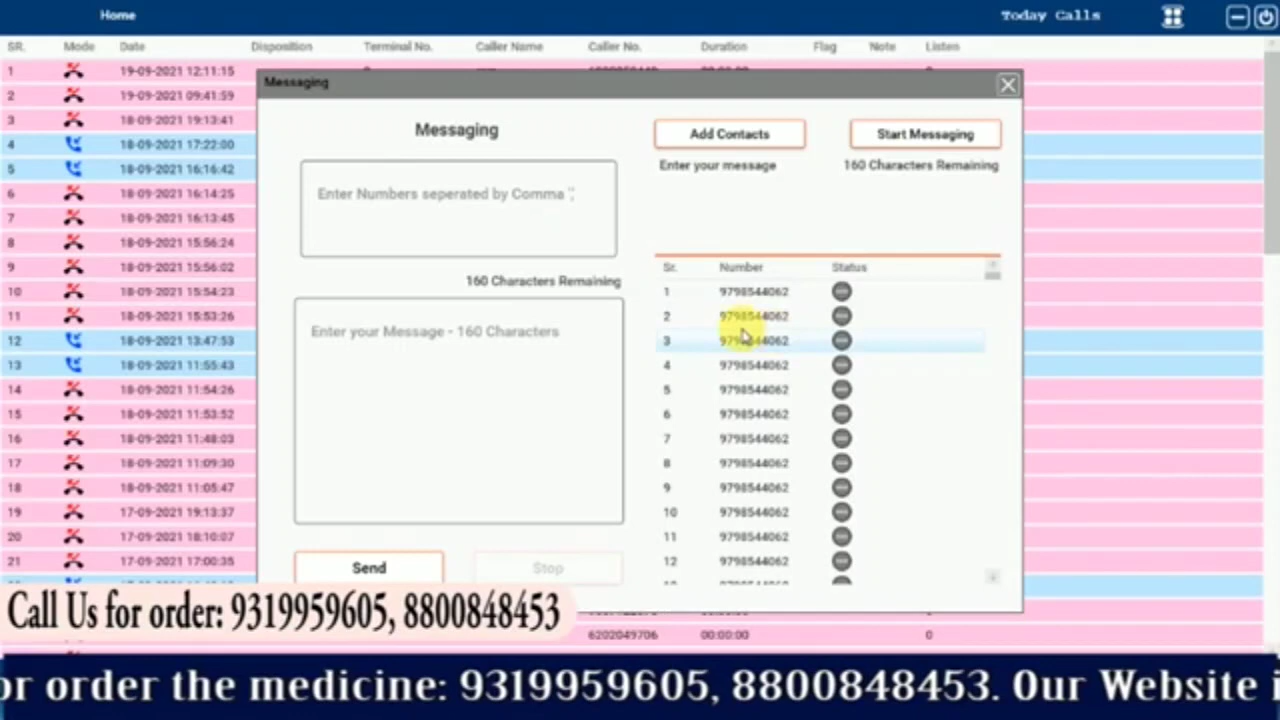 Home Today Calls
SR. Mode Date Disposition Terminal No. Caller Name Caller No. Duration Flag Note Listen
1 19-09-2021 12:11:15
2 19-09-2021 09:41:59
3 18-09-2021 19:13:41
4 18-09-2021 17:22:00
5 18-09-2021 16:16:42
6 18-09-2021 16:14:25
7 18-09-2021 16:13:45
8 18-09-2021 15:56:24
9 18-09-2021 15:56:02
10 18-09-2021 15:54:23
11 18-09-2021 15:53:26
12 18-09-2021 13:47:53
13 18-09-2021 11:55:43
14 18-09-2021 11:54:26
15 18-09-2021 11:53:52
16 18-09-2021 11:48:03
17 18-09-2021 11:09:30
18 18-09-2021 11:05:47
19 17-09-2021 19:13:37
20 17-09-2021 18:10:07
21 17-09-2021 17:00:35
6202049706 00:00:00 0
Messaging
Messaging
Enter Numbers seperated by Comma ','
160 Characters Remaining
Enter your Message - 160 Characters
Send Stop
Add Contacts Start Messaging
Enter your message 160 Characters Remaining
Sr. Number Status
1 9798544062
2 9798544062
3 9798544062
4 9798544062
5 9798544062
6 9798544062
7 9798544062
8 9798544062
9 9798544062
10 9798544062
11 9798544062
12 9798544062
Call Us for order: 9319959605, 8800848453
or order the medicine: 9319959605, 8800848453. Our Website i